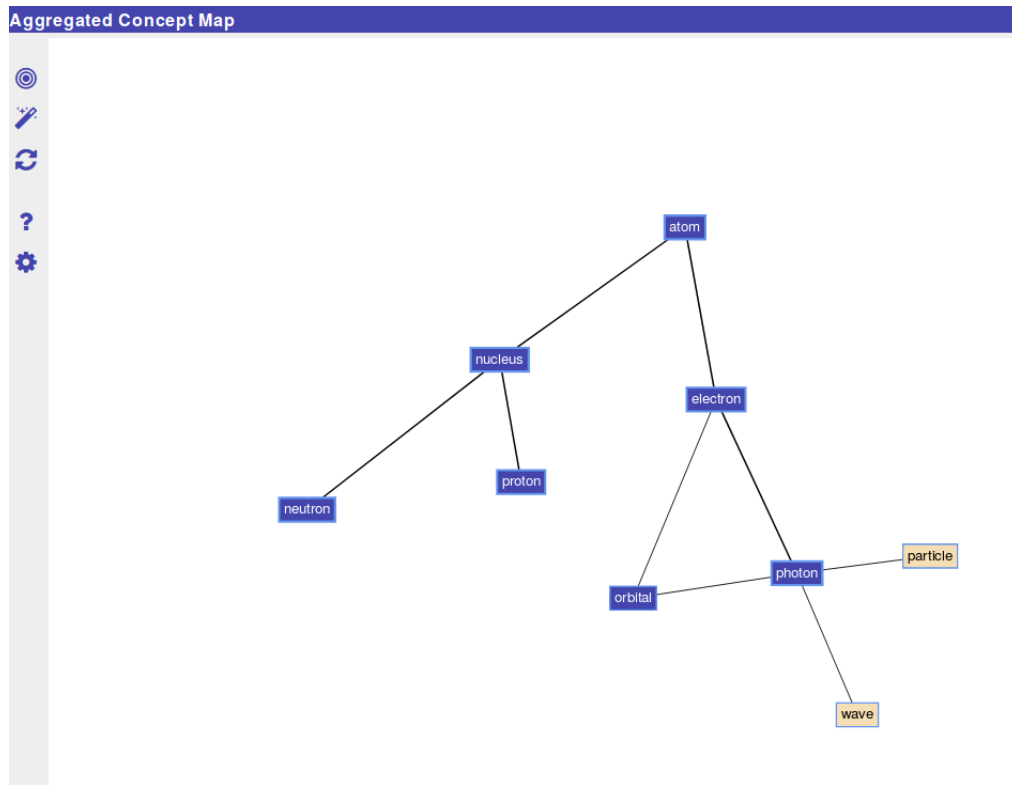 Aggregated Concept Map
?
atom
nucleus
electron
proton
neutron
particle
photon
orbital
wave